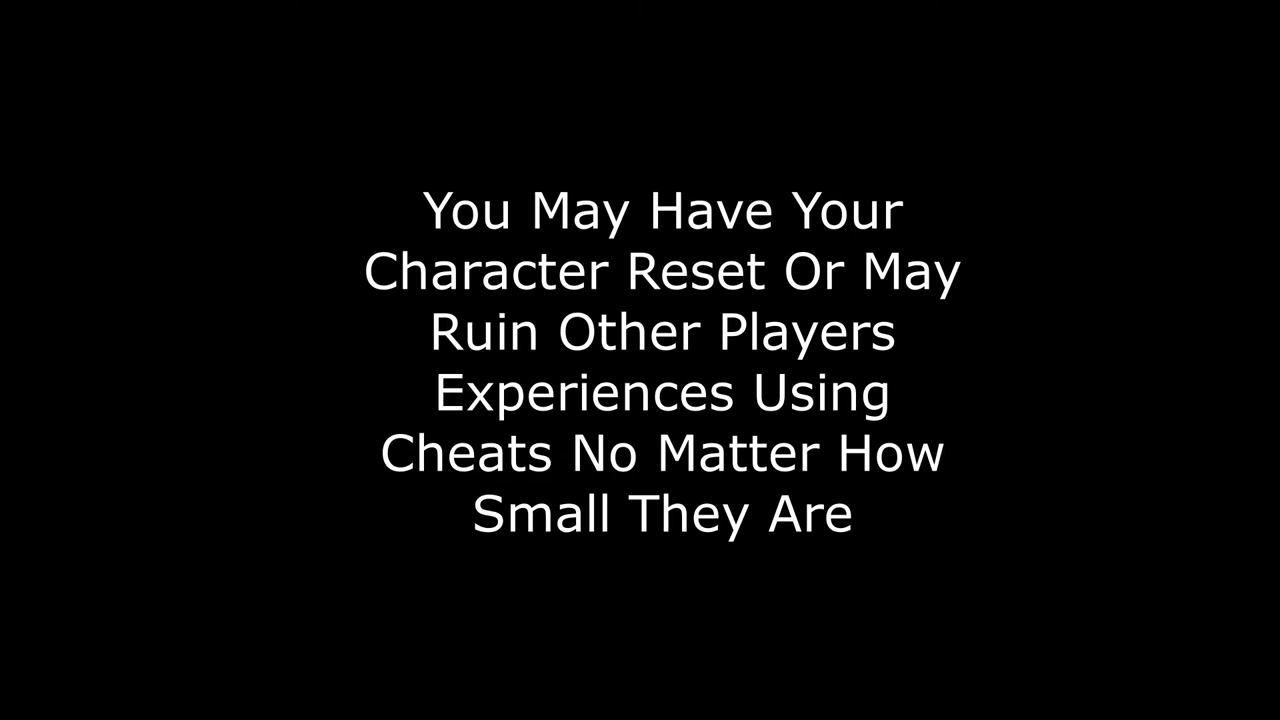 You May Have Your
Character Reset Or May
Ruin Other Players
Experiences Using
Cheats No Matter How
Small They Are